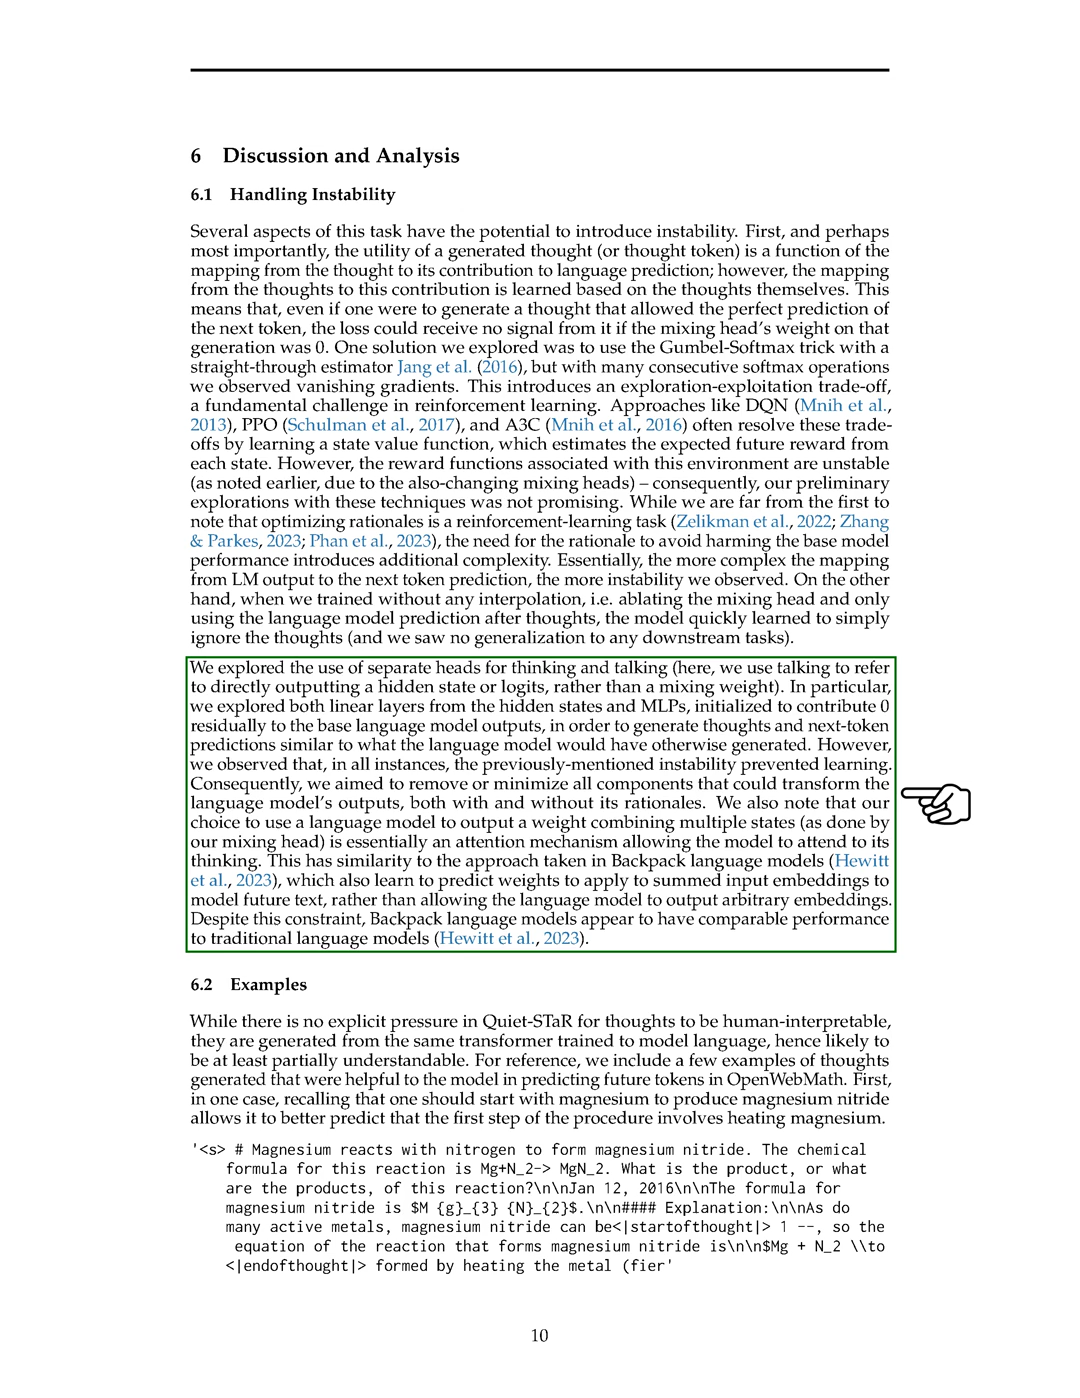 6 Discussion and Analysis
6.1 Handling Instability
Several aspects of this task have the potential to introduce instability. First, and perhaps
most importantly, the utility of a generated thought (or thought token) is a function of the
mapping from the thought to its contribution to language prediction; however, the mapping
from the thoughts to this contribution is learned based on the thoughts themselves. This
means that, even if one were to generate a thought that allowed the perfect prediction of
the next token, the loss could receive no signal from it if the mixing head's weight on that
generation was 0. One solution we explored was to use the Gumbel-Softmax trick with a
straight-through estimator Jang et al. (2016), but with many consecutive softmax operations
we observed vanishing gradients. This introduces an exploration-exploitation trade-off,
a fundamental challenge in reinforcement learning. Approaches like DQN (Mnih et al.,
2013), PPO (Schulman et al., 2017), and A3C (Mnih et al., 2016) often resolve these trade-
offs by learning a state value function, which estimates the expected future reward from
each state. However, the reward functions associated with this environment are unstable
(as noted earlier, due to the also-changing mixing heads) – consequently, our preliminary
explorations with these techniques was not promising. While we are far from the first to
note that optimizing rationales is a reinforcement-learning task (Zelikman et al., 2022; Zhang
& Parkes, 2023; Phan et al., 2023), the need for the rationale to avoid harming the base model
performance introduces additional complexity. Essentially, the more complex the mapping
from LM output to the next token prediction, the more instability we observed. On the other
hand, when we trained without any interpolation, i.e. ablating the mixing head and only
using the language model prediction after thoughts, the model quickly learned to simply
ignore the thoughts (and we saw no generalization to any downstream tasks).
We explored the use of separate heads for thinking and talking (here, we use talking to refer
to directly outputting a hidden state or logits, rather than a mixing weight). In particular,
we explored both linear layers from the hidden states and MLPs, initialized to contribute 0
residually to the base language model outputs, in order to generate thoughts and next-token
predictions similar to what the language model would have otherwise generated. However,
we observed that, in all instances, the previously-mentioned instability prevented learning.
Consequently, we aimed to remove or minimize all components that could transform the
language model's outputs, both with and without its rationales. We also note that our
choice to use a language model to output a weight combining multiple states (as done by
our mixing head) is essentially an attention mechanism allowing the model to attend to its
thinking. This has similarity to the approach taken in Backpack language models (Hewitt
et al., 2023), which also learn to predict weights to apply to summed input embeddings to
model future text, rather than allowing the language model to output arbitrary embeddings.
Despite this constraint, Backpack language models appear to have comparable performance
to traditional language models (Hewitt et al., 2023).
6.2 Examples
While there is no explicit pressure in Quiet-STaR for thoughts to be human-interpretable,
they are generated from the same transformer trained to model language, hence likely to
be at least partially understandable. For reference, we include a few examples of thoughts
generated that were helpful to the model in predicting future tokens in OpenWebMath. First,
in one case, recalling that one should start with magnesium to produce magnesium nitride
allows it to better predict that the first step of the procedure involves heating magnesium.
'<s> # Magnesium reacts with nitrogen to form magnesium nitride. The chemical
formula for this reaction is Mg+N_2-> MgN_2. What is the product, or what
are the products, of this reaction?\n\nJan 12, 2016\n\nThe formula for
magnesium nitride is $M {g}_{3} {N}_{2}$.\n\n#### Explanation:\n\nAs do
many active metals, magnesium nitride can be<|startofthought|> 1 --, so the
equation of the reaction that forms magnesium nitride is\n\n$Mg + N_2 \\to
<|endofthought|> formed by heating the metal (fier'
10